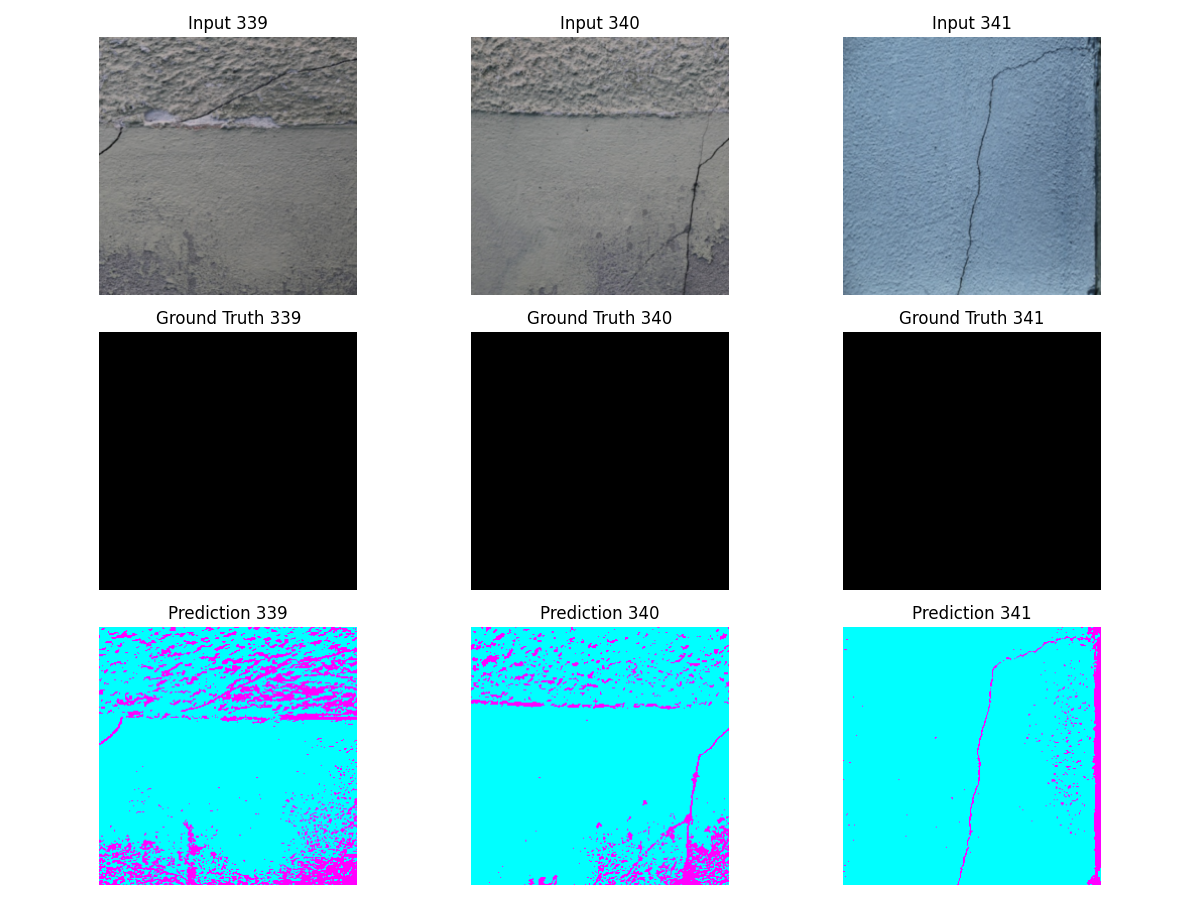 Input 339
Input 340
Input 341
Ground Truth 339
Ground Truth 340
Ground Truth 341
Prediction 339
Prediction 340
Prediction 341